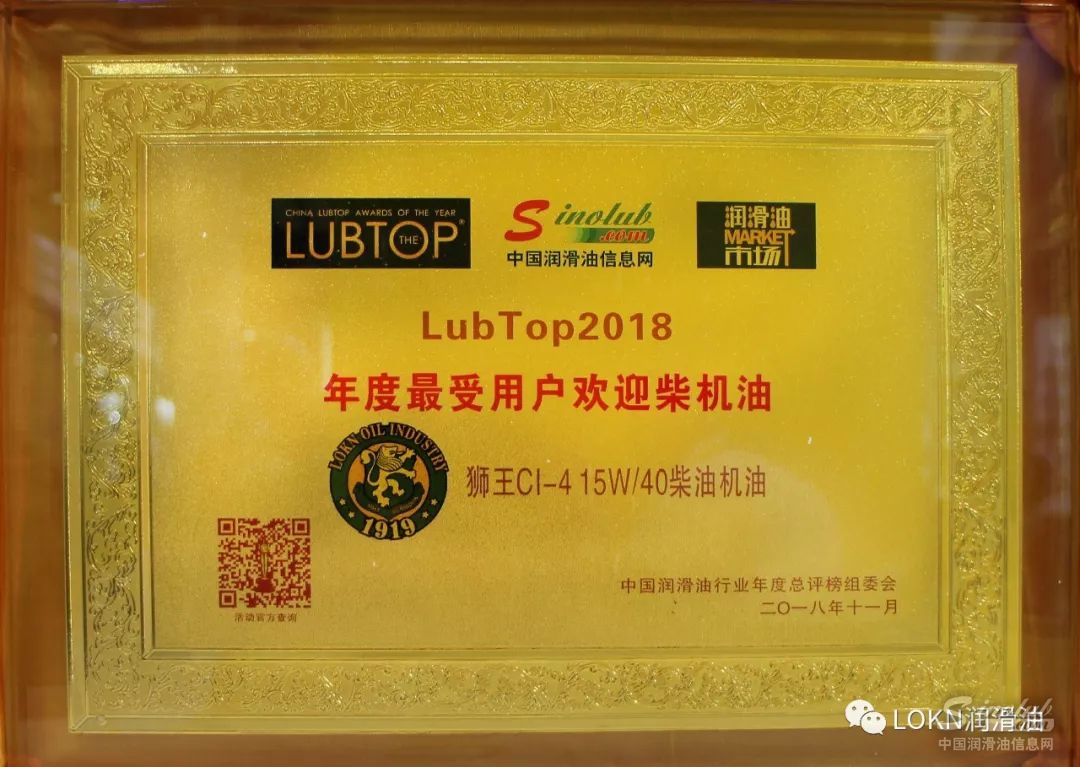 CHINA LUBTOP AWARDS OF THE YEAR
LUBTHETOP®
Sinolub
.com
中国润滑油信息网
润滑油
MARKET
市场
LubTop2018
年度最受用户欢迎柴机油
LOKN OIL INDUSTRY
1919
狮王CI-4 15W/40柴油机油
活动官方查询
中国润滑油行业年度总评榜组委会
二〇一八年十一月
LOKN润滑油
Sinolub
中国润滑油信息网